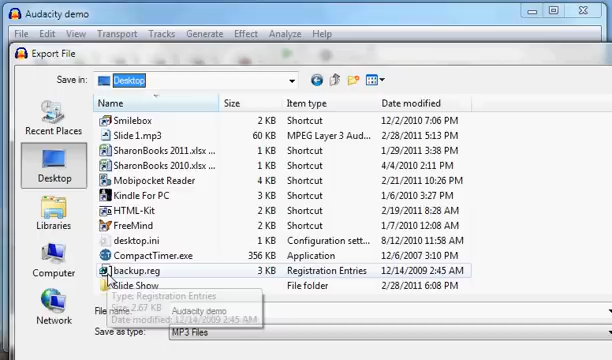 Audacity demo
File Edit View Transport Tracks Generate Effect Analyze Help
Export File
Save in: Desktop
Name Size Item type Date modified
Smilebox 2 KB Shortcut 12/2/2010 7:06 PM
Slide 1.mp3 60 KB MPEG Layer 3 Aud... 2/28/2011 5:13 PM
SharonBooks 2011.xlsx ... 2 KB Shortcut 1/29/2011 3:38 PM
SharonBooks 2010.xlsx ... 2 KB Shortcut 4/4/2010 2:11 PM
Mobipocket Reader 4 KB Shortcut 2/21/2011 10:26 PM
Kindle For PC 3 KB Shortcut 1/6/2010 3:27 PM
HTML-Kit 2 KB Shortcut 2/19/2011 8:28 AM
FreeMind 2 KB Shortcut 2/28/2011 8:42 AM
desktop.ini 1 KB Configuration sett... 8/12/2010 11:58 AM
CompactTimer.exe 356 KB Application 12/6/2007 3:10 PM
backup.reg 3 KB Registration Entries 12/14/2009 2:45 AM
Slide Show File folder 2/28/2011 6:08 PM
Type: Registration Entries
Size: 2.67 KB
Date modified: 12/14/2009 2:45 AM
File name: Audacity demo
Save as type: MP3 Files
Recent Places
Desktop
Libraries
Computer
Network